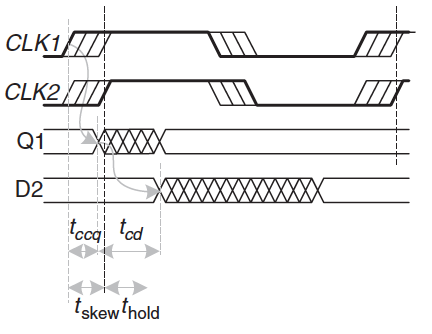 CLK1
CLK2
Q1
D2
tccq tcd
tskew thold